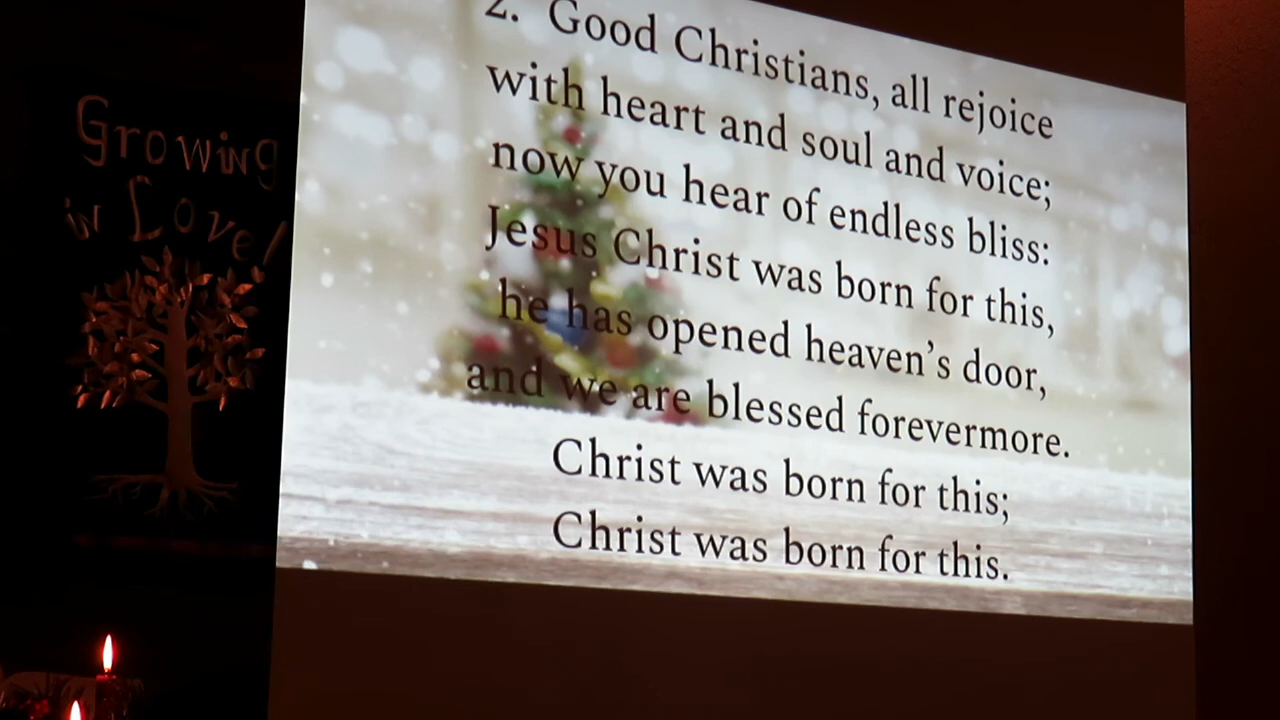 Growing
in Love!
2. Good Christians, all rejoice
with heart and soul and voice;
now you hear of endless bliss:
Jesus Christ was born for this,
he has opened heaven's door,
and we are blessed forevermore.
Christ was born for this;
Christ was born for this.